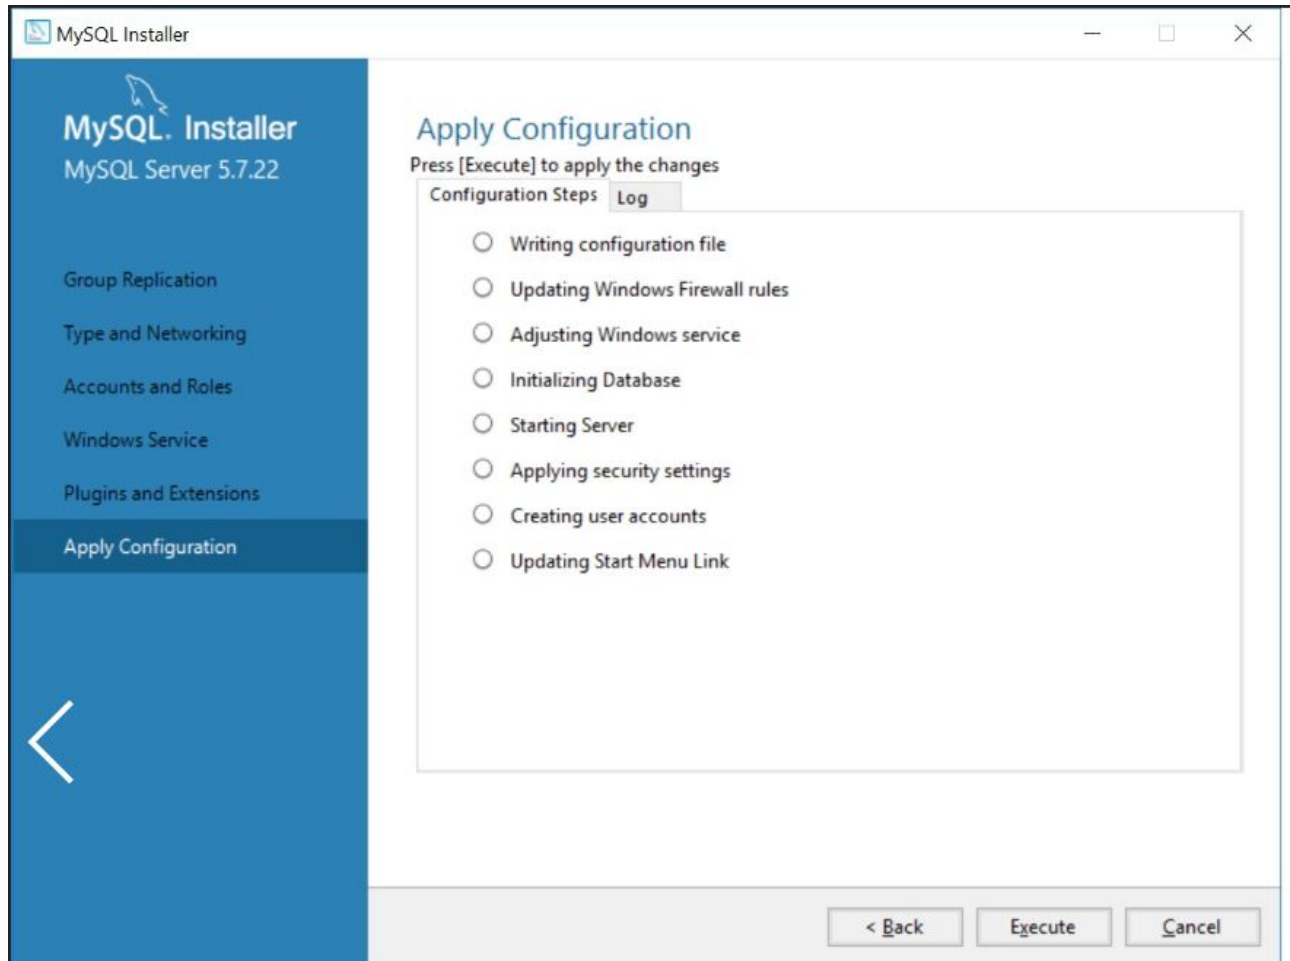 MySQL Installer
MySQL. Installer
MySQL Server 5.7.22
Group Replication
Type and Networking
Accounts and Roles
Windows Service
Plugins and Extensions
Apply Configuration
Apply Configuration
Press [Execute] to apply the changes
Configuration Steps Log
Writing configuration file
Updating Windows Firewall rules
Adjusting Windows service
Initializing Database
Starting Server
Applying security settings
Creating user accounts
Updating Start Menu Link
< Back Execute Cancel